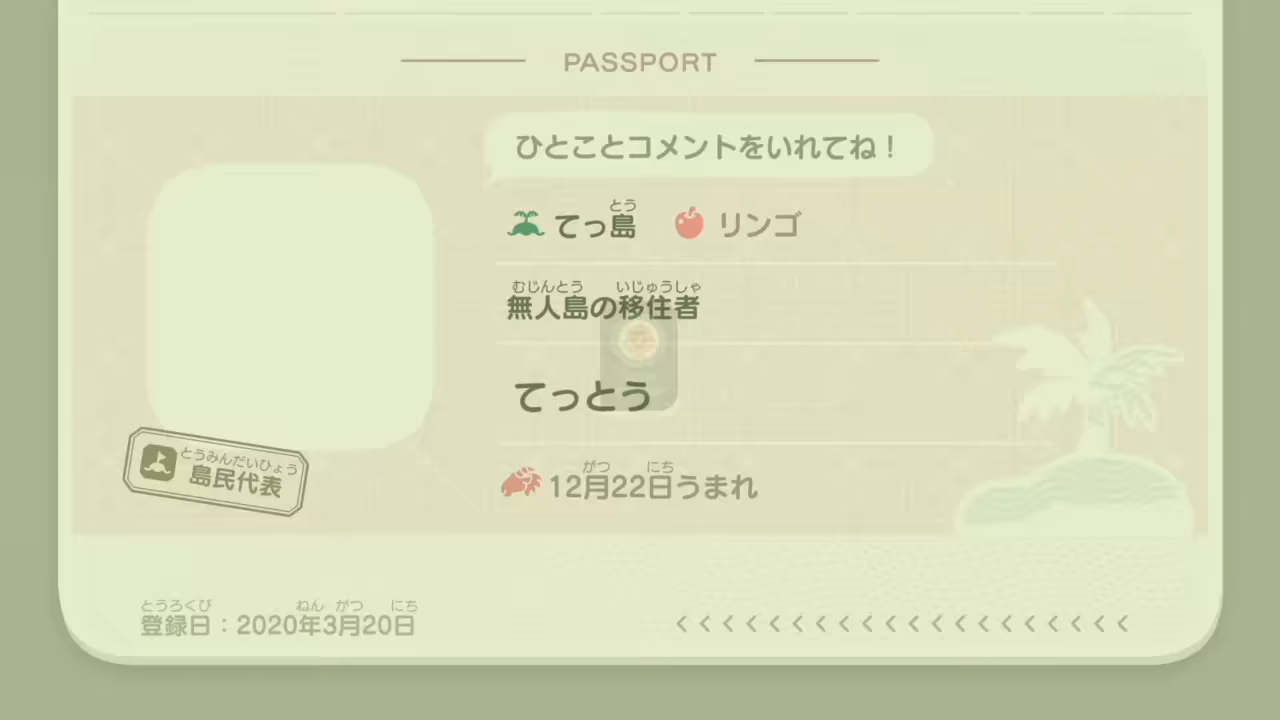 PASSPORT
ひとことコメントをいれてね！
とう
てっ島 リンゴ
むじんとう いじゅうしゃ
無人島の移住者
てっとう
とうみんだいひょう
島民代表
がつ にち
12月22日うまれ
とうろくび ねん がつ にち
登録日：2020年3月20日
‹ ‹ ‹ ‹ ‹ ‹ ‹ ‹ ‹ ‹ ‹ ‹ ‹ ‹ ‹ ‹ ‹ ‹ ‹ ‹